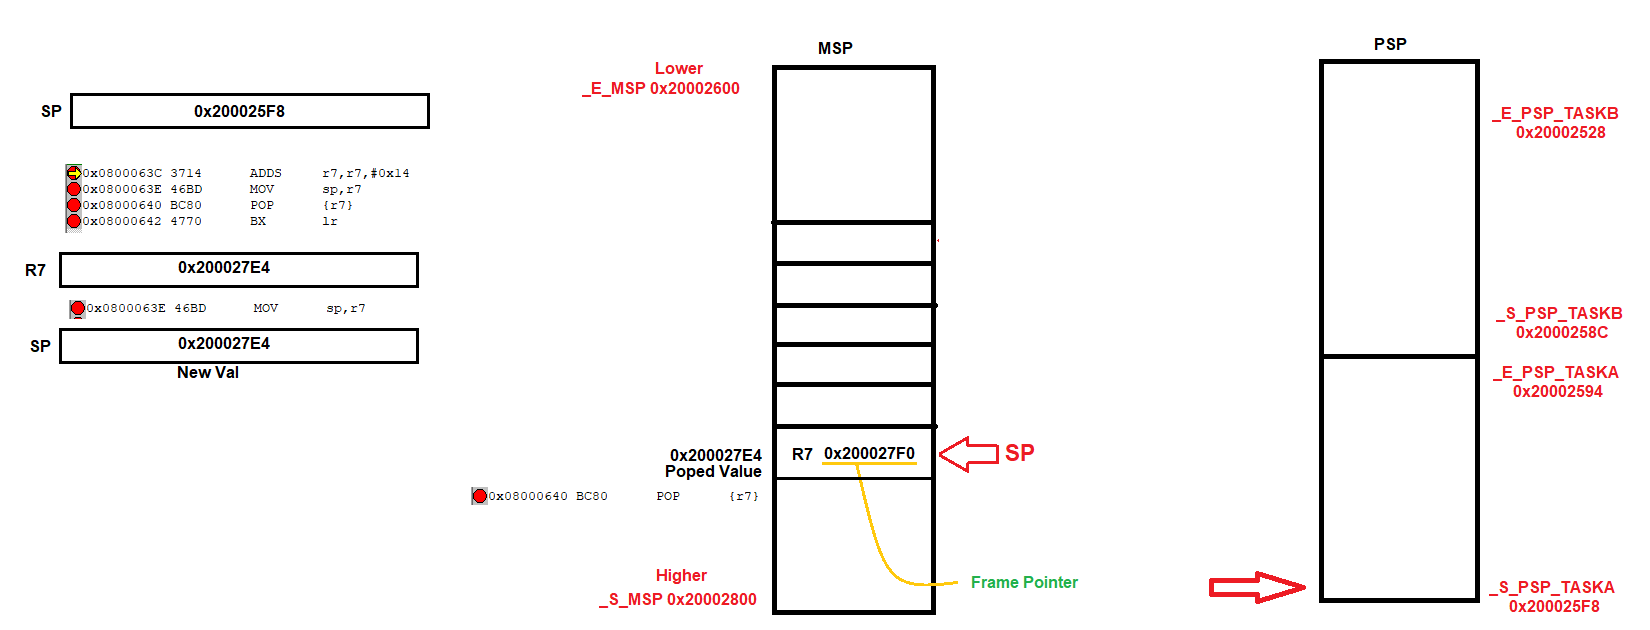 SP 0x200025F8
0x0800063C 3714 ADDS r7,r7,#0x14
0x0800063E 46BD MOV sp,r7
0x08000640 BC80 POP {r7}
0x08000642 4770 BX lr
R7 0x200027E4
0x0800063E 46BD MOV sp,r7
SP 0x200027E4
New Val
MSP
Lower
_E_MSP 0x20002600
0x200027E4
Poped Value
R7 0x200027F0
SP
0x08000640 BC80 POP {r7}
Higher
_S_MSP 0x20002800
Frame Pointer
PSP
_E_PSP_TASKB
0x20002528
_S_PSP_TASKB
0x2000258C
_E_PSP_TASKA
0x20002594
_S_PSP_TASKA
0x200025F8